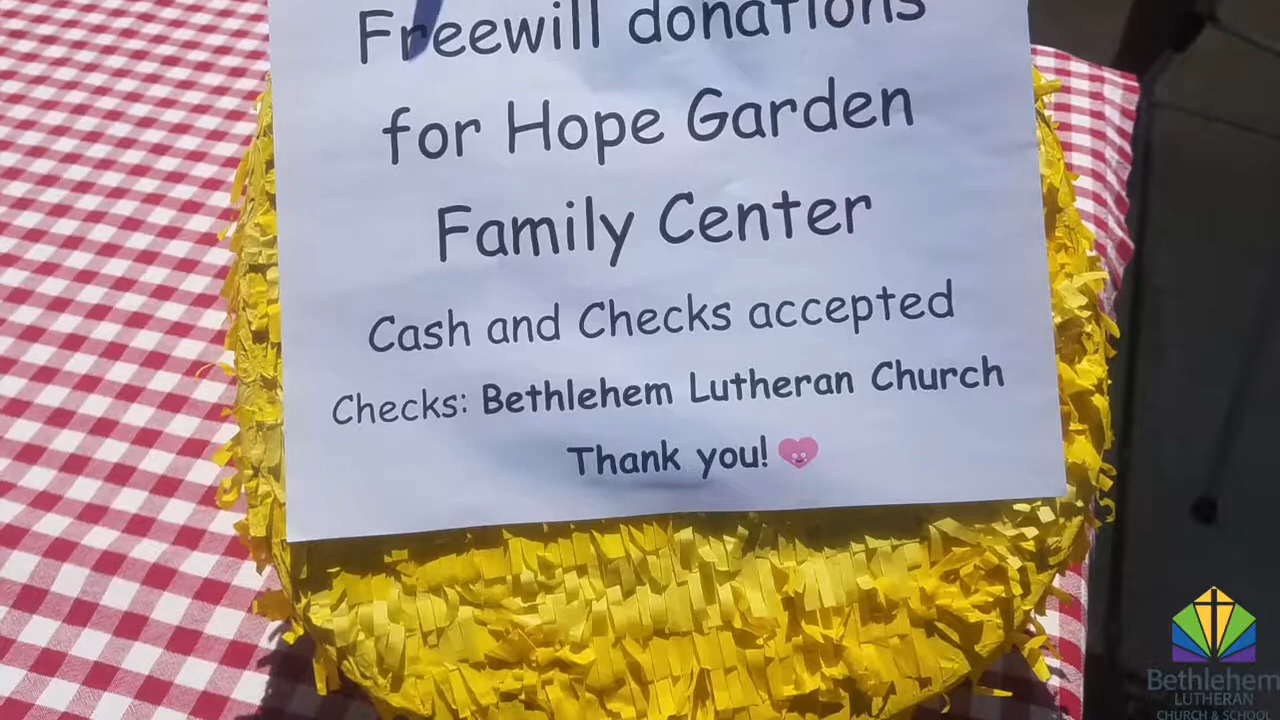 Freewill donations
for Hope Garden
Family Center
Cash and Checks accepted
Checks: Bethlehem Lutheran Church
Thank you!
Bethlehem
LUTHERAN
CHURCH & SCHOOL